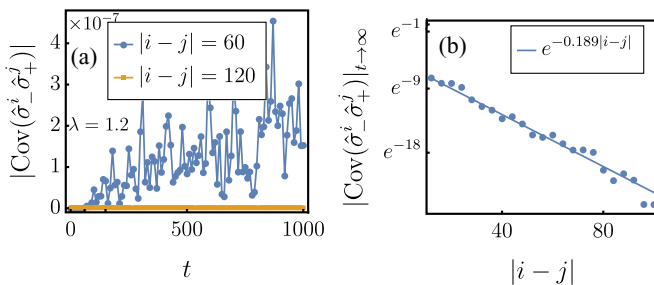 ×10⁻⁷
(a)
|i − j| = 60
|i − j| = 120
λ = 1.2
|Cov(σ̂₋ⁱ σ̂₊ʲ)|
4
3
2
1
0
0
500
1000
t
(b)
e^{−0.189|i−j|}
|Cov(σ̂₋ⁱ σ̂₊ʲ)|ₜ→∞
e⁻¹
e⁻⁹
e⁻¹⁸
40
80
|i − j|